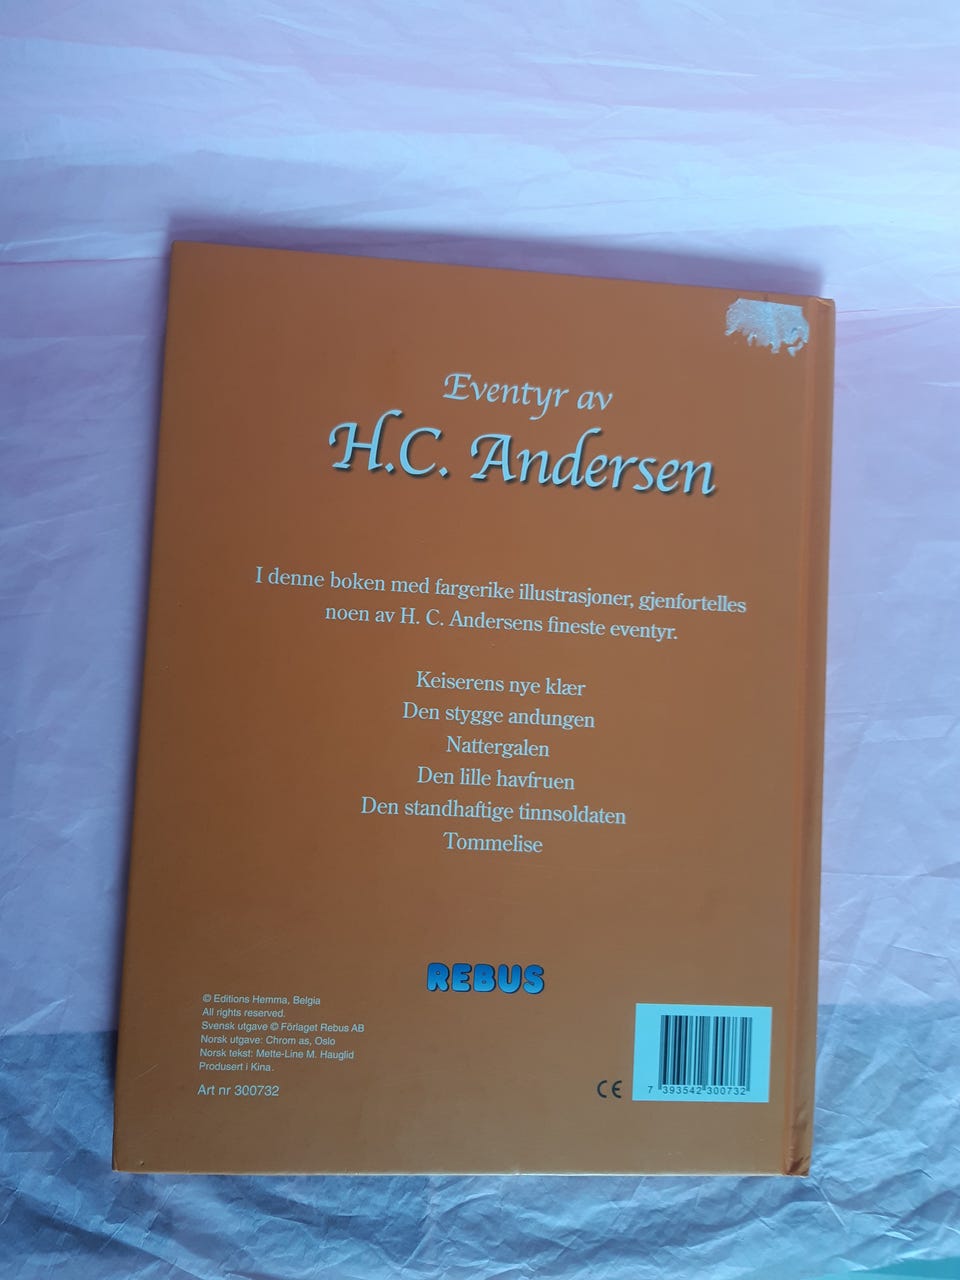 Eventyr av
H.C. Andersen
I denne boken med fargerike illustrasjoner, gjenfortelles
noen av H. C. Andersens fineste eventyr.
Keiserens nye klær
Den stygge andungen
Nattergalen
Den lille havfruen
Den standhaftige tinnsoldaten
Tommelise
REBUS
© Editions Hemma, Belgia
All rights reserved.
Svensk utgave © Förlaget Rebus AB
Norsk utgave: Chrom as, Oslo
Norsk tekst: Mette-Line M. Hauglid
Produsert i Kina.
Art nr 300732
CE
7 393542 300732